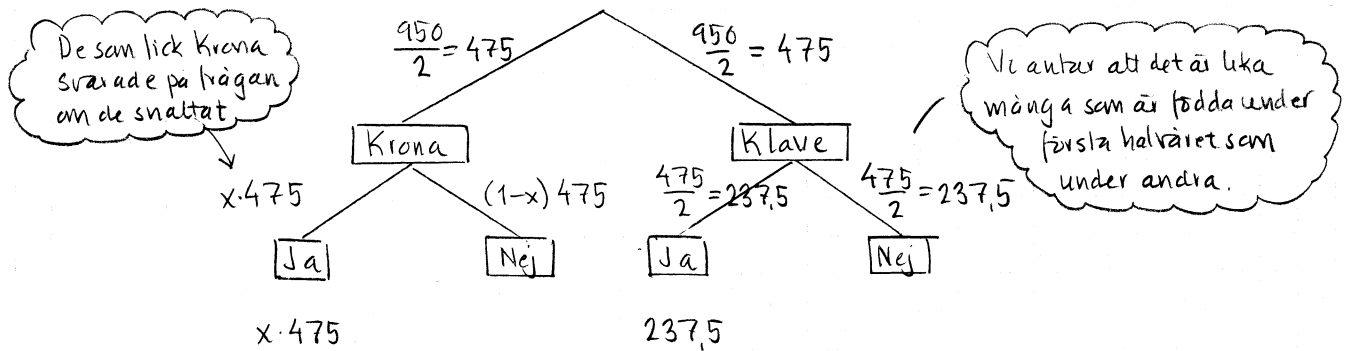 De som fick Krona
svarade på frågan
om de snattat
950/2 = 475
950/2 = 475
Vi antar att det är lika
många som är födda under
första halvåret som
under andra.
Krona
Klave
x·475
(1-x) 475
475/2 = 237,5
475/2 = 237,5
Ja
Nej
Ja
Nej
x·475
237,5